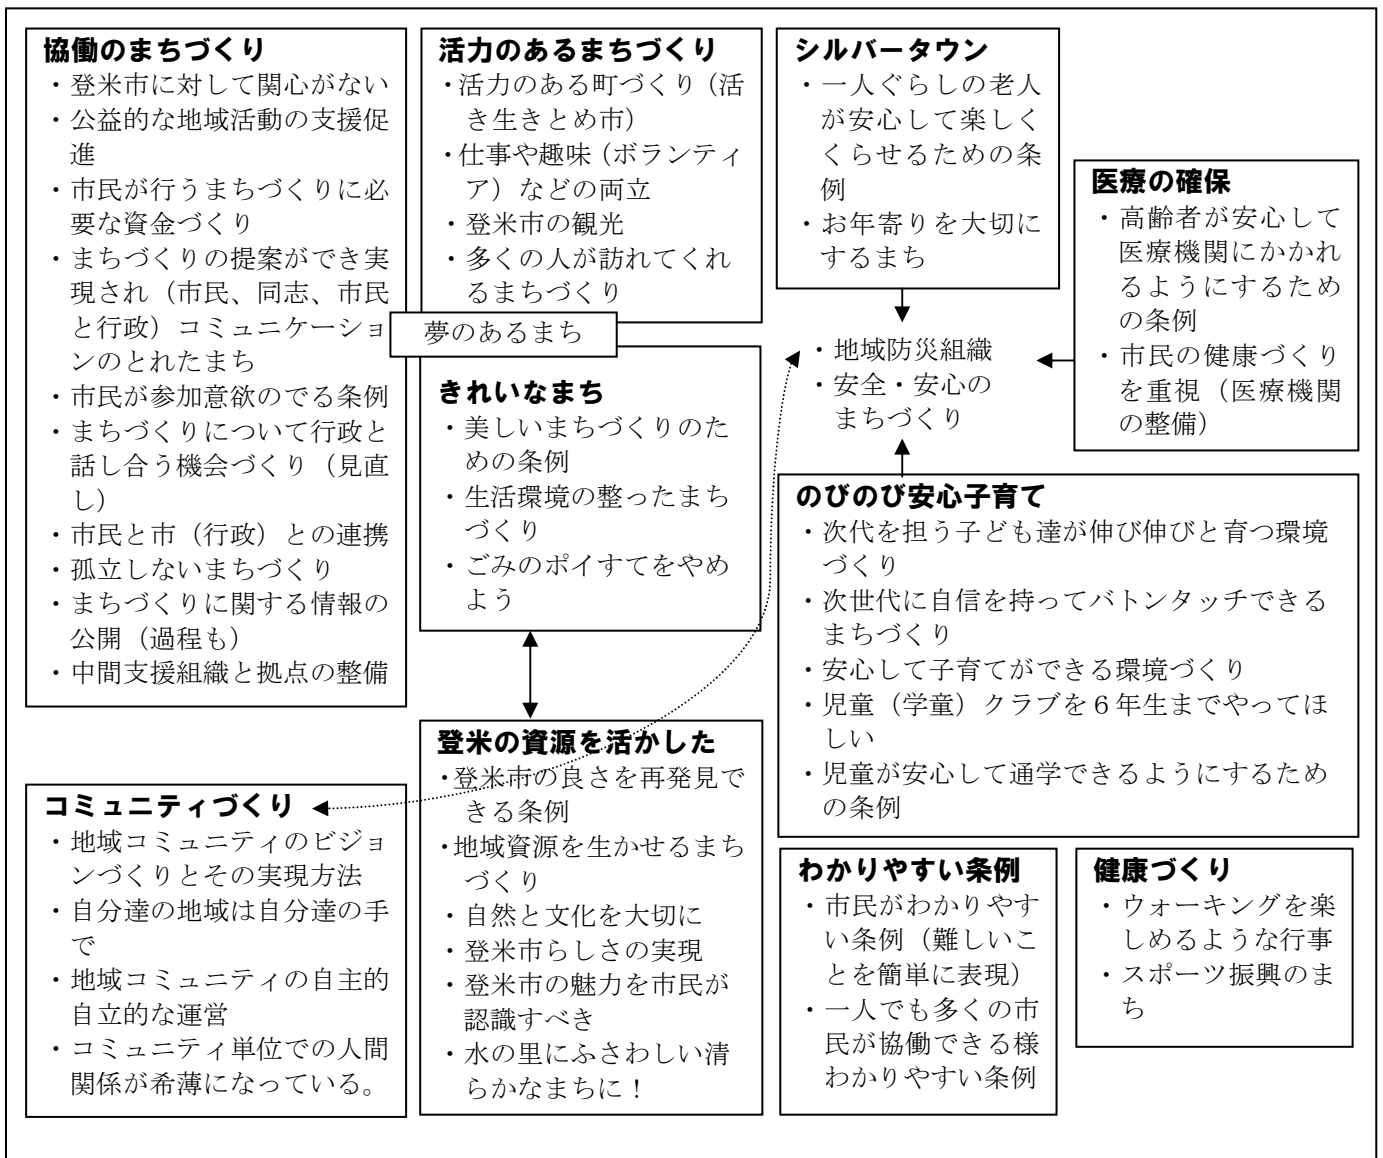 協働のまちづくり
・登米市に対して関心がない
・公益的な地域活動の支援促
進
・市民が行うまちづくりに必
要な資金づくり
・まちづくりの提案ができ実
現され（市民、同志、市民
と行政）コミュニケーショ
ンのとれたまち
・市民が参加意欲のでる条例
・まちづくりについて行政と
話し合う機会づくり（見直
し）
・市民と市（行政）との連携
・孤立しないまちづくり
・まちづくりに関する情報の
公開（過程も）
・中間支援組織と拠点の整備
活力のあるまちづくり
・活力のある町づくり（活
き生きとめ市）
・仕事や趣味（ボランティ
ア）などの両立
・登米市の観光
・多くの人が訪れてくれ
るまちづくり
夢のあるまち
きれいなまち
・美しいまちづくりのた
めの条例
・生活環境の整ったまち
づくり
・ごみのポイすてをやめ
よう
シルバータウン
・一人ぐらしの老人
が安心して楽しく
くらせるための条
例
・お年寄りを大切に
するまち
医療の確保
・高齢者が安心して
医療機関にかかれ
るようにするため
の条例
・市民の健康づくり
を重視（医療機関
の整備）
・地域防災組織
・安全・安心の
まちづくり
のびのび安心子育て
・次代を担う子ども達が伸び伸びと育つ環境
づくり
・次世代に自信を持ってバトンタッチできる
まちづくり
・安心して子育てができる環境づくり
・児童（学童）クラブを６年生までやってほ
しい
・児童が安心して通学できるようにするため
の条例
コミュニティづくり
・地域コミュニティのビジョ
ンづくりとその実現方法
・自分達の地域は自分達の手
で
・地域コミュニティの自主的
自立的な運営
・コミュニティ単位での人間
関係が希薄になっている。
登米の資源を活かした
・登米市の良さを再発見で
きる条例
・地域資源を生かせるまち
づくり
・自然と文化を大切に
・登米市らしさの実現
・登米市の魅力を市民が
認識すべき
・水の里にふさわしい清
らかなまちに！
わかりやすい条例
・市民がわかりやす
い条例（難しいこ
とを簡単に表現）
・一人でも多くの市
民が協働できる様
わかりやすい条例
健康づくり
・ウォーキングを楽
しめるような行事
・スポーツ振興のま
ち